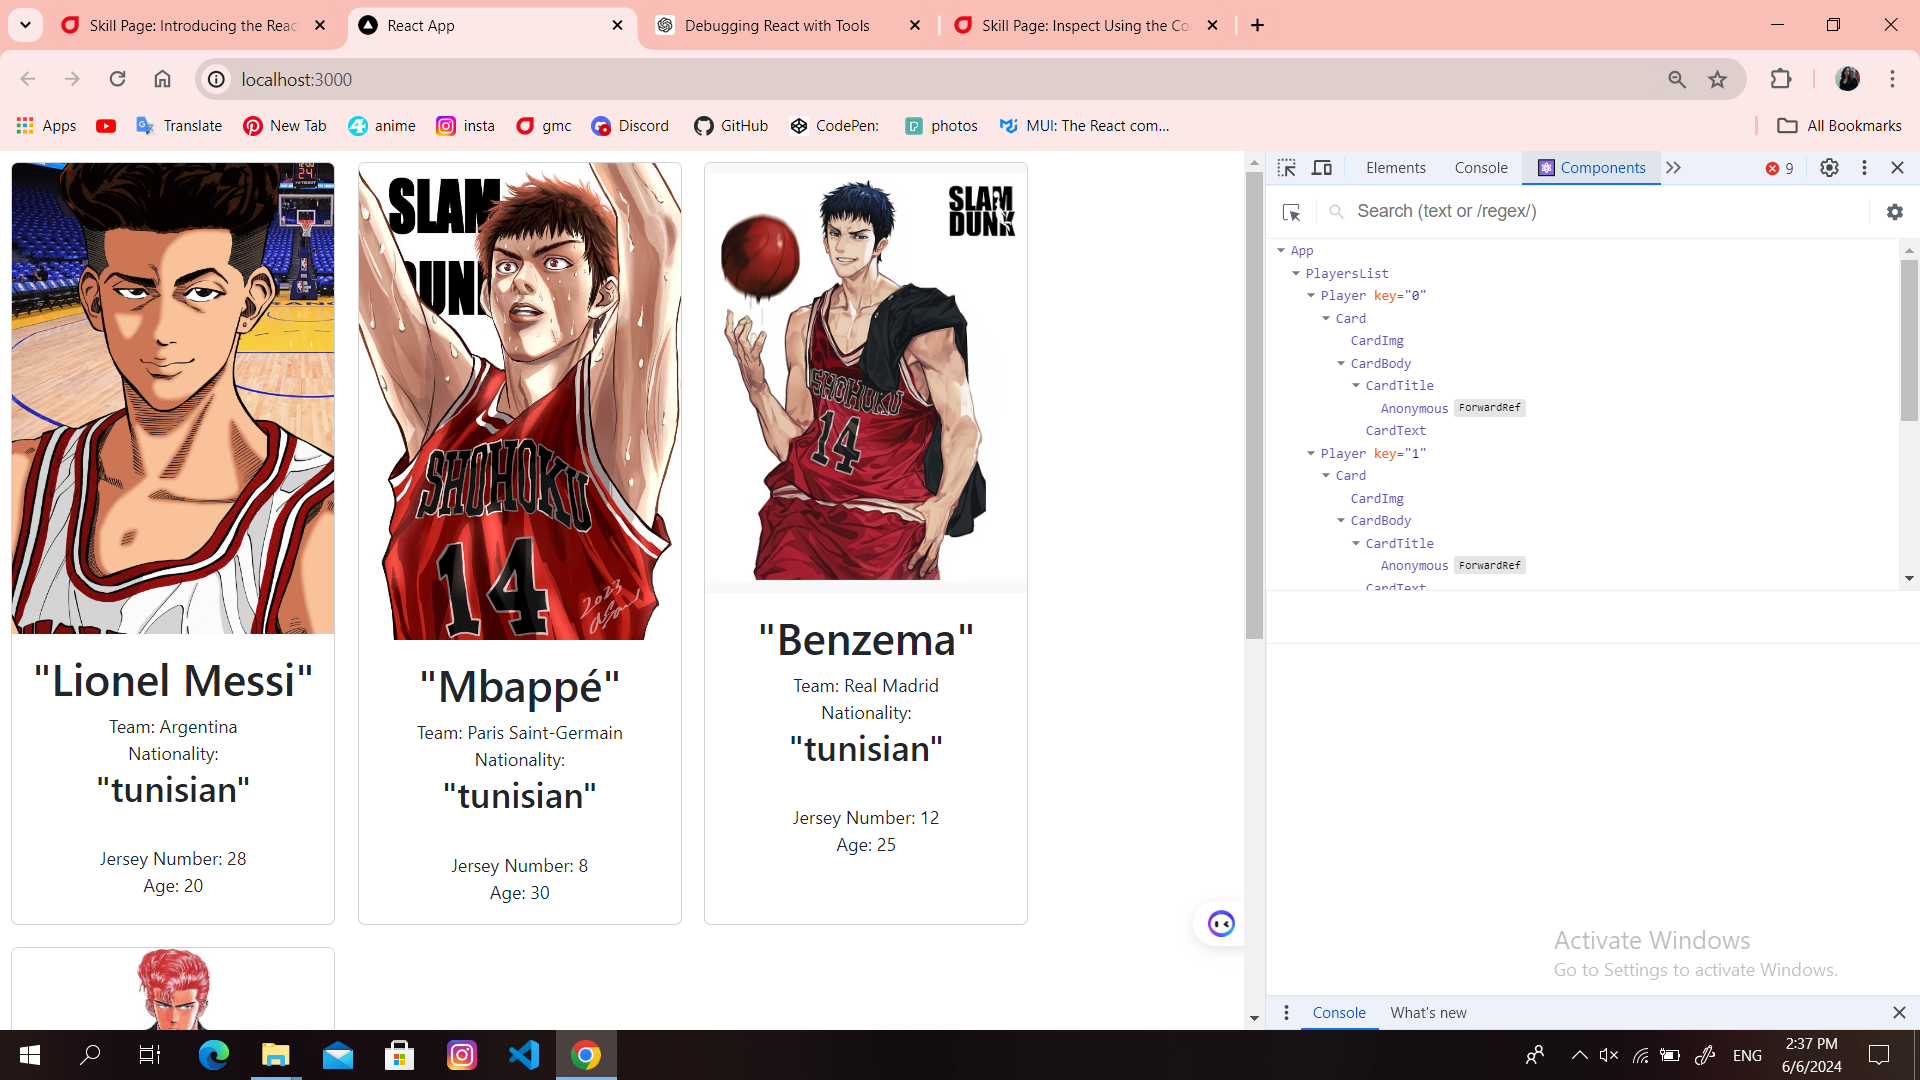 Skill Page: Introducing the Reac
React App
Debugging React with Tools
Skill Page: Inspect Using the Co
localhost:3000
Apps
Translate
New Tab
anime
insta
gmc
Discord
GitHub
CodePen:
photos
MUI: The React com...
All Bookmarks
24
SLAM
DUNK
SHOHOKU
14
2023
"Lionel Messi"
Team: Argentina
Nationality:
"tunisian"
Jersey Number: 28
Age: 20
"Mbappé"
Team: Paris Saint-Germain
Nationality:
"tunisian"
Jersey Number: 8
Age: 30
SLAM
DUNK
SHOHOKU
14
"Benzema"
Team: Real Madrid
Nationality:
"tunisian"
Jersey Number: 12
Age: 25
Elements
Console
Components
9
Search (text or /regex/)
App
PlayersList
Player key="0"
Card
CardImg
CardBody
CardTitle
Anonymous ForwardRef
CardText
Player key="1"
Card
CardImg
CardBody
CardTitle
Anonymous ForwardRef
CardText
Activate Windows
Go to Settings to activate Windows.
Console
What's new
ENG
2:37 PM
6/6/2024